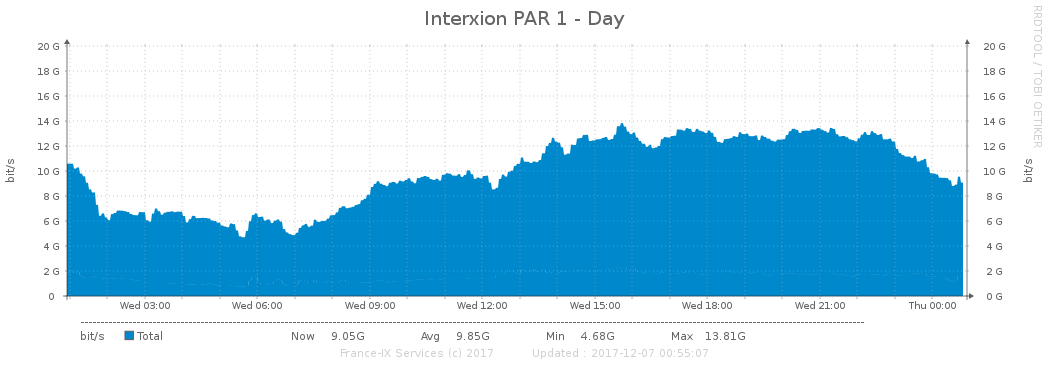 Interxion PAR 1 - Day
RRDTOOL / TOBI OETIKER
bit/s
20 G
18 G
16 G
14 G
12 G
10 G
8 G
6 G
4 G
2 G
0
20 G
18 G
16 G
14 G
12 G
10 G
8 G
6 G
4 G
2 G
0 G
bit/s
Wed 03:00 Wed 06:00 Wed 09:00 Wed 12:00 Wed 15:00 Wed 18:00 Wed 21:00 Thu 00:00
bit/s Total Now 9.05G Avg 9.85G Min 4.68G Max 13.81G
France-IX Services (c) 2017 Updated : 2017-12-07 00:55:07